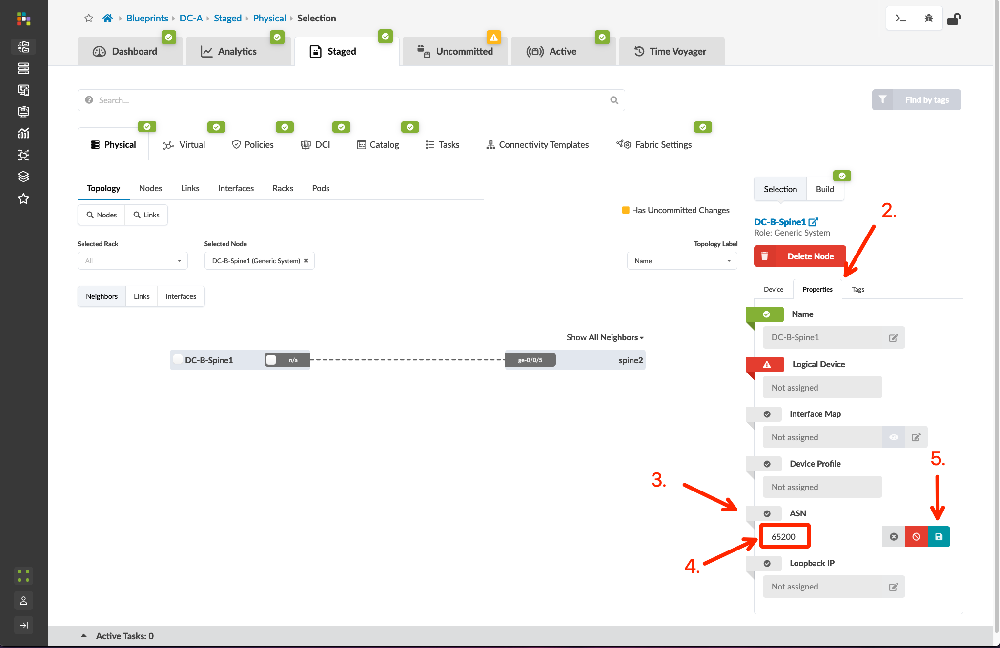 Blueprints DC-A Staged Physical Selection
Dashboard
Analytics
Staged
Uncommitted
Active
Time Voyager
Search...
Find by tags
Physical
Virtual
Policies
DCI
Catalog
Tasks
Connectivity Templates
Fabric Settings
Topology Nodes Links Interfaces Racks Pods
Selection Build
Nodes Links
Has Uncommitted Changes
2.
DC-B-Spine1
Role: Generic System
Selected Rack
Selected Node
Topology Label
All
DC-B-Spine1 (Generic System)
Name
Delete Node
Device Properties Tags
Neighbors Links Interfaces
Name
DC-B-Spine1
Show All Neighbors
DC-B-Spine1 n/a ge-0/0/5 spine2
Logical Device
Not assigned
Interface Map
Not assigned
5.
Device Profile
Not assigned
3.
ASN
65200
4.
Loopback IP
Not assigned
Active Tasks: 0